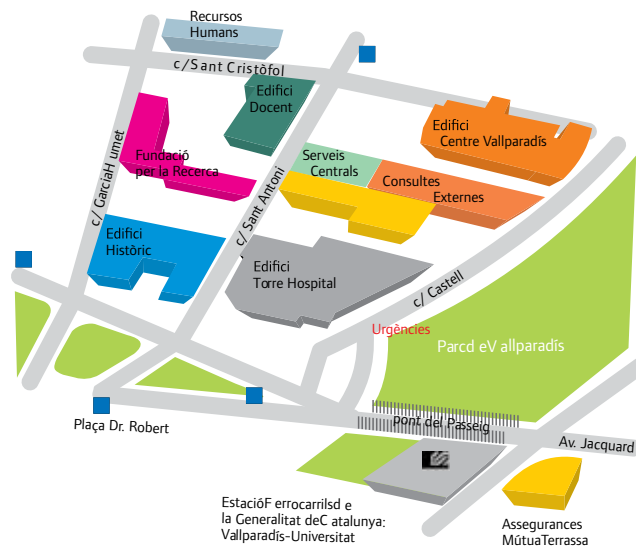 Recursos
Humans
c/Sant Cristòfol
Edifici
Docent
Edifici
Centre Vallparadís
Fundació
per la Recerca
Serveis
Centrals
Consultes
Externes
c/ GarciaH umet
c/ Sant Antoni
Edifici
Històric
Edifici
Torre Hospital
c/ Castell
Urgències
Parcd eV allparadís
pont del Passeig
Plaça Dr. Robert
Av. Jacquard
EstacióF errocarrilsd e
la Generalitat deC atalunya:
Vallparadís-Universitat
Assegurances
MútuaTerrassa